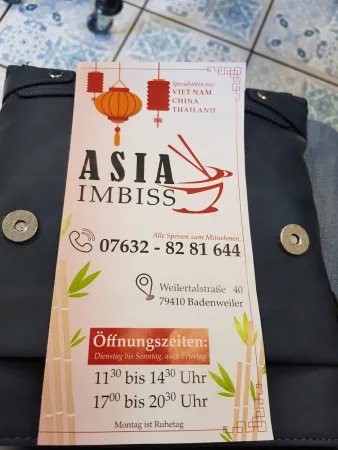 Spezialitäten aus:
VIET NAM
CHINA
THAILAND
ASIA
IMBISS
Alle Speisen zum Mitnehmen.
07632 - 82 81 644
Weilertalstraße 40
79410 Badenweiler
Öffnungszeiten:
Dienstag bis Sonntag, auch Feiertag
11³⁰ bis 14³⁰ Uhr
17⁰⁰ bis 20³⁰ Uhr
Montag ist Ruhetag